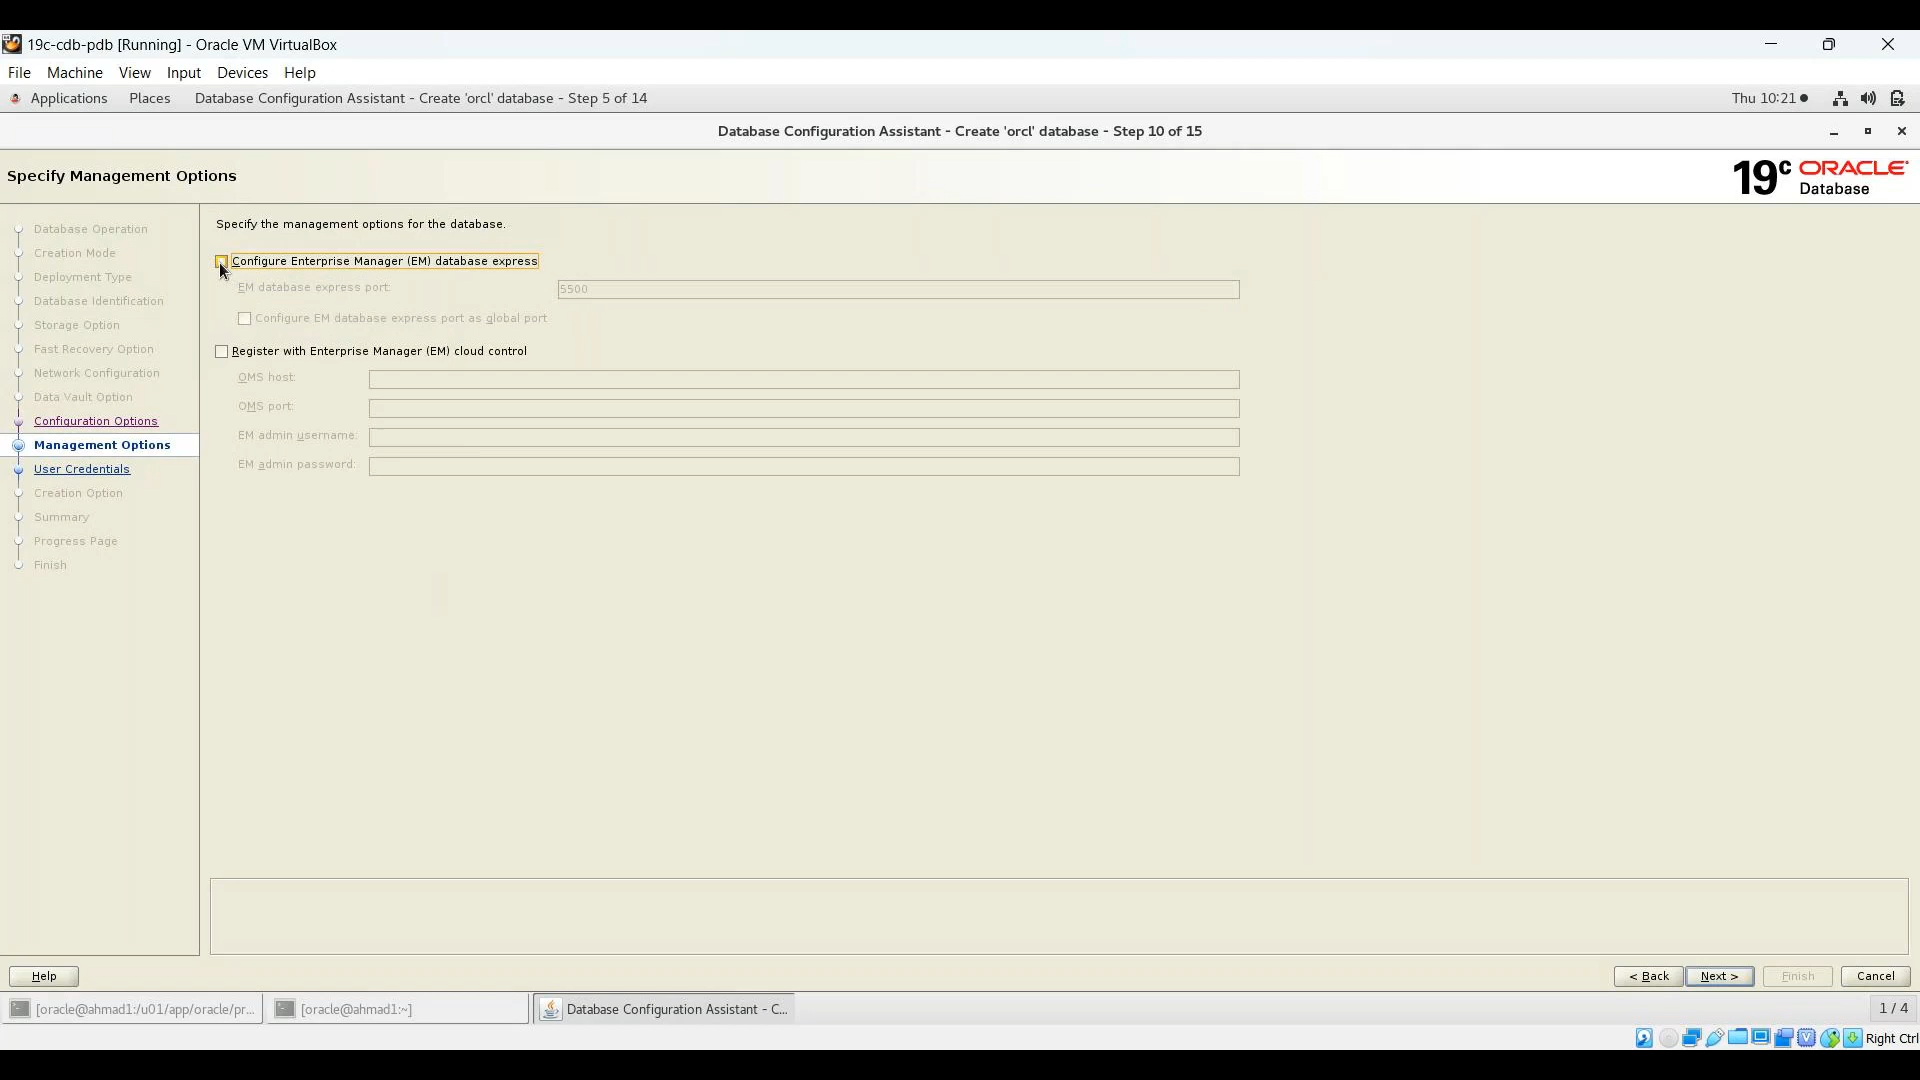 19c-cdb-pdb [Running] - Oracle VM VirtualBox
File Machine View Input Devices Help
Applications Places Database Configuration Assistant - Create 'orcl' database - Step 5 of 14 Thu 10:21
Database Configuration Assistant - Create 'orcl' database - Step 10 of 15
Specify Management Options
19c ORACLE Database
Database Operation
Creation Mode
Deployment Type
Database Identification
Storage Option
Fast Recovery Option
Network Configuration
Data Vault Option
Configuration Options
Management Options
User Credentials
Creation Option
Summary
Progress Page
Finish
Specify the management options for the database.
Configure Enterprise Manager (EM) database express
EM database express port: 5500
Configure EM database express port as global port
Register with Enterprise Manager (EM) cloud control
OMS host:
OMS port:
EM admin username:
EM admin password:
Help < Back Next > Finish Cancel
[oracle@ahmad1:/u01/app/oracle/pr... [oracle@ahmad1:~] Database Configuration Assistant - C... 1 / 4
Right Ctrl